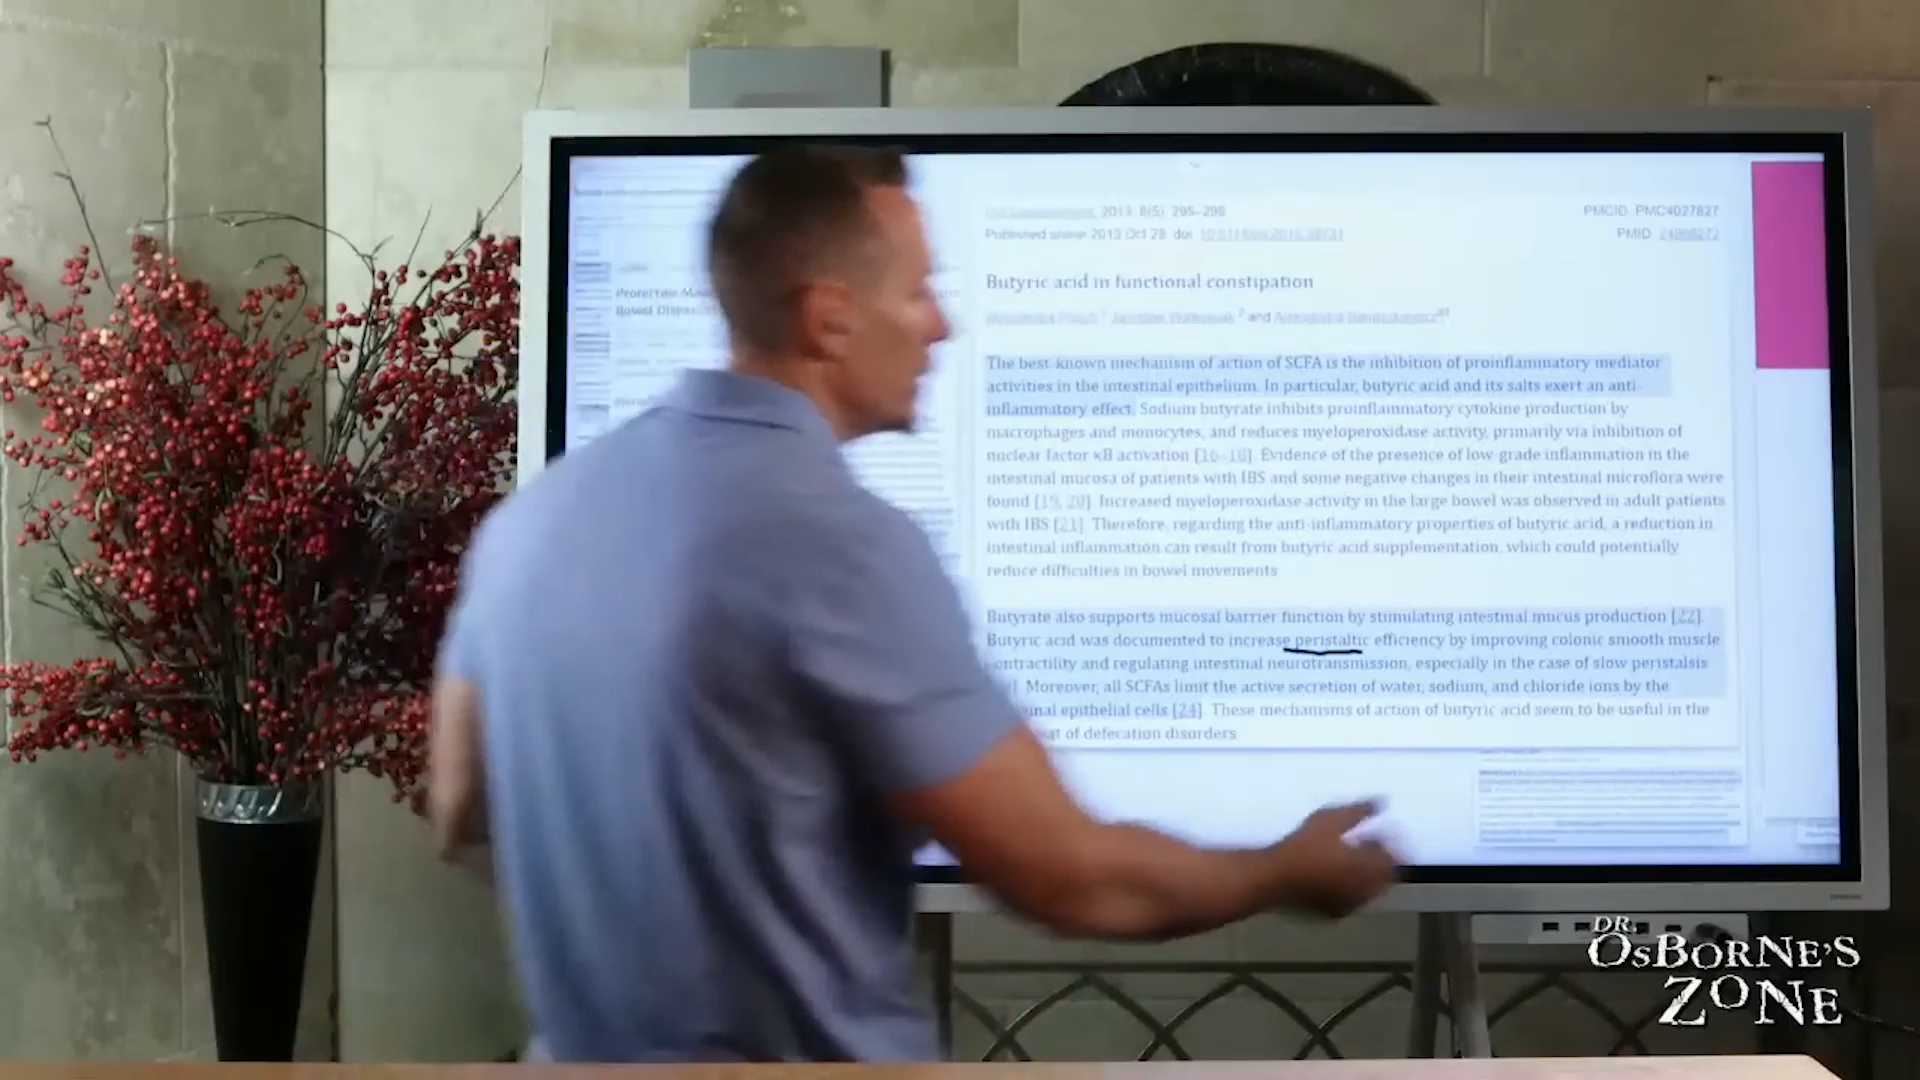 2013 8(5) 295–298
PMCID PMC4027827
Published online 2013 Oct 28 doi
PMID
Butyric acid in functional constipation
and
Bowel
The best-known mechanism of action of SCFA is the inhibition of proinflammatory mediator
activities in the intestinal epithelium. In particular, butyric acid and its salts exert an anti-
inflammatory effect. Sodium butyrate inhibits proinflammatory cytokine production by
macrophages and monocytes, and reduces myeloperoxidase activity, primarily via inhibition of
nuclear factor κB activation [16–18]. Evidence of the presence of low-grade inflammation in the
intestinal mucosa of patients with IBS and some negative changes in their intestinal microflora were
found [19, 20]. Increased myeloperoxidase activity in the large bowel was observed in adult patients
with IBS [21]. Therefore, regarding the anti-inflammatory properties of butyric acid, a reduction in
intestinal inflammation can result from butyric acid supplementation, which could potentially
reduce difficulties in bowel movements
Butyrate also supports mucosal barrier function by stimulating intestinal mucus production [22].
Butyric acid was documented to increase peristaltic efficiency by improving colonic smooth muscle
ontractility and regulating intestinal neurotransmission, especially in the case of slow peristalsis
] Moreover, all SCFAs limit the active secretion of water, sodium, and chloride ions by the
inal epithelial cells [24]. These mechanisms of action of butyric acid seem to be useful in the
of defecation disorders
DR.
OSBORNE'S
ZONE